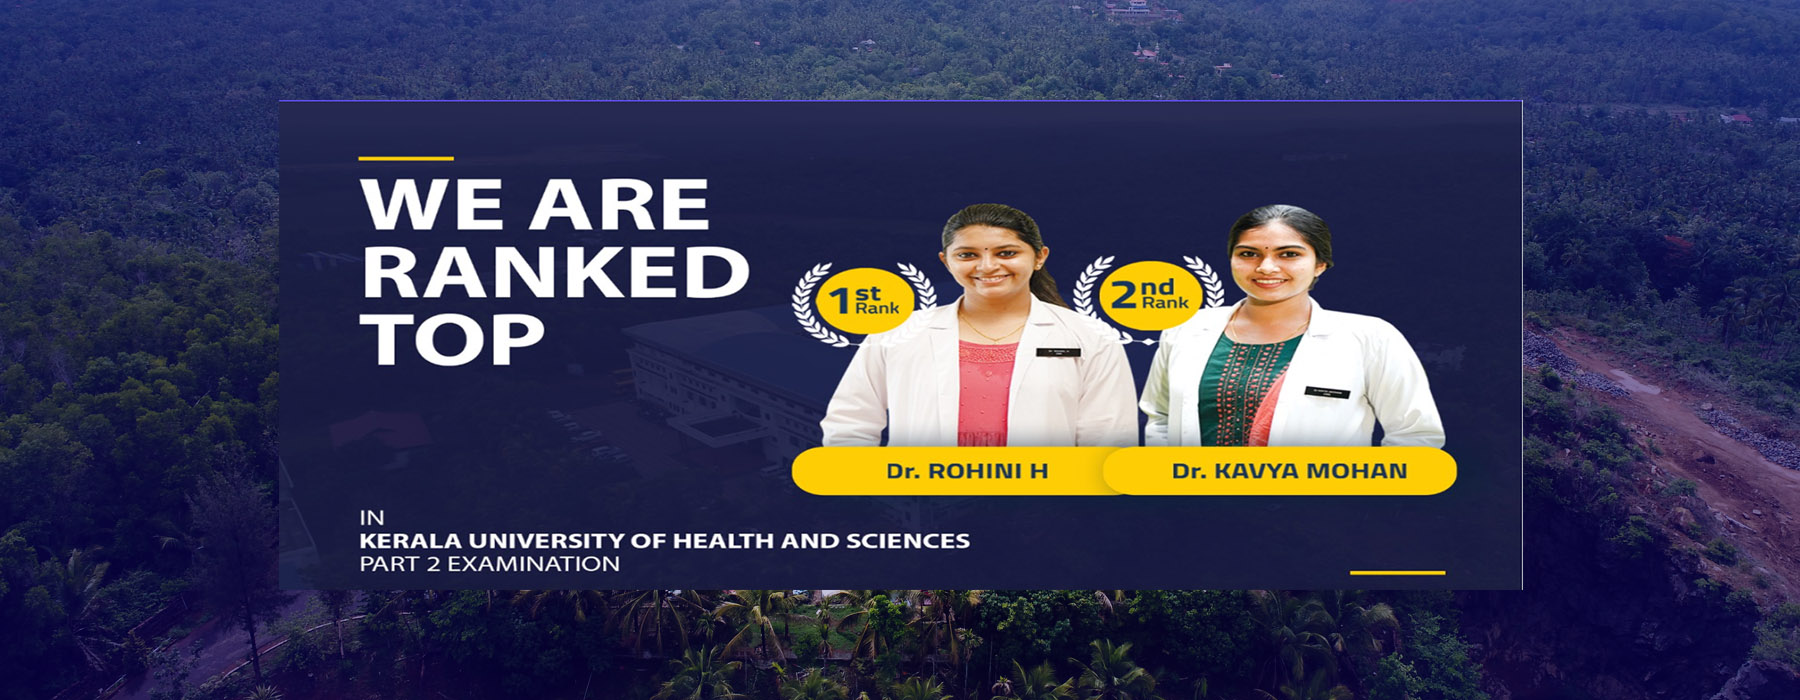 WE ARE
RANKED
TOP
1st Rank
2nd Rank
Dr. ROHINI H
Dr. KAVYA MOHAN
IN
KERALA UNIVERSITY OF HEALTH AND SCIENCES
PART 2 EXAMINATION